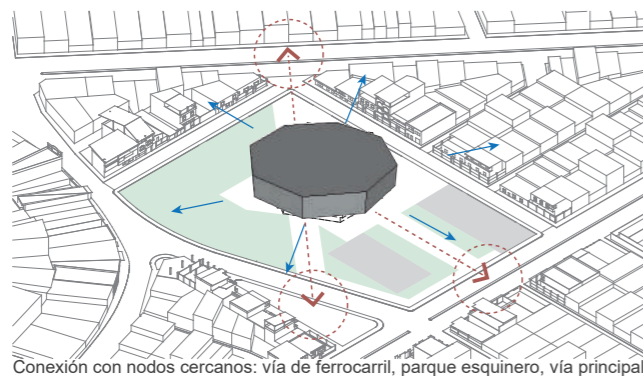 Conexión con nodos cercanos: vía de ferrocarril, parque esquinero, vía principal